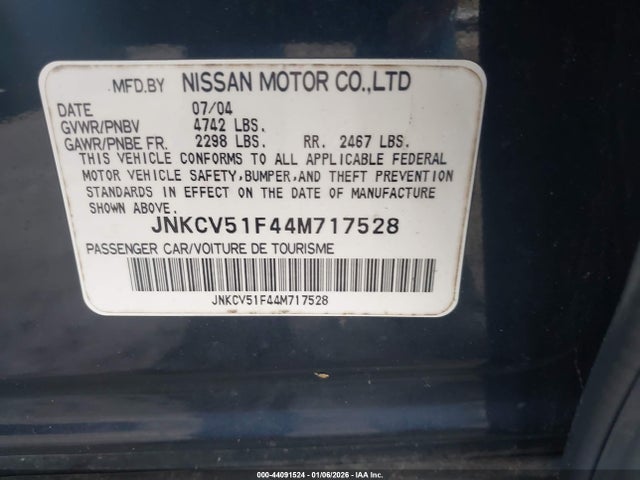 MFD.BY NISSAN MOTOR CO.,LTD
DATE 07/04
GVWR/PNBV 4742 LBS.
GAWR/PNBE FR. 2298 LBS. RR. 2467 LBS.
THIS VEHICLE CONFORMS TO ALL APPLICABLE FEDERAL
MOTOR VEHICLE SAFETY,BUMPER,AND THEFT PREVENTION
STANDARDS IN EFFECT ON THE DATE OF MANUFACTURE
SHOWN ABOVE. JNKCV51F44M717528
PASSENGER CAR/VOITURE DE TOURISME
JNKCV51F44M717528
000-44091524 - 01/06/2026 - IAA Inc.